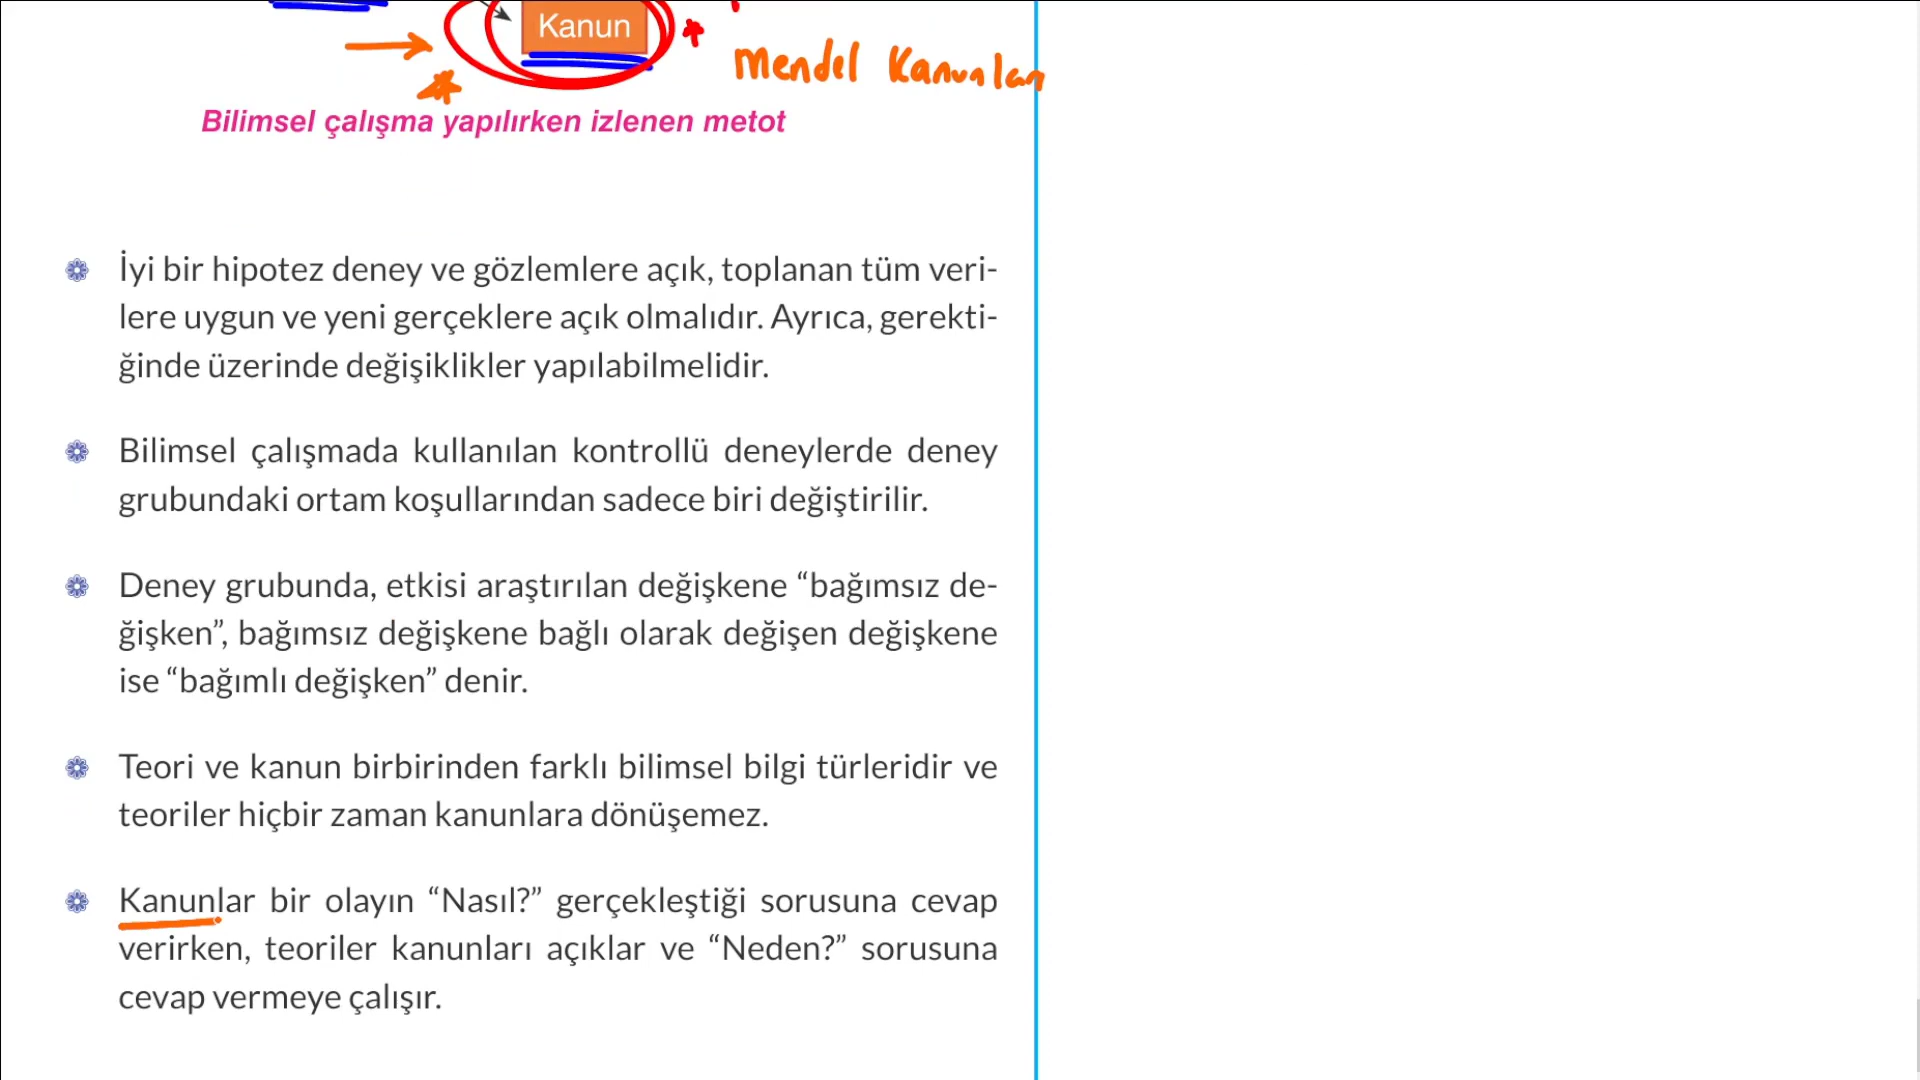 Kanun
Mendel Kanunları
Bilimsel çalışma yapılırken izlenen metot
İyi bir hipotez deney ve gözlemlere açık, toplanan tüm veri-
lere uygun ve yeni gerçeklere açık olmalıdır. Ayrıca, gerekti-
ğinde üzerinde değişiklikler yapılabilmelidir.
Bilimsel çalışmada kullanılan kontrollü deneylerde deney
grubundaki ortam koşullarından sadece biri değiştirilir.
Deney grubunda, etkisi araştırılan değişkene “bağımsız de-
ğişken”, bağımsız değişkene bağlı olarak değişen değişkene
ise “bağımlı değişken” denir.
Teori ve kanun birbirinden farklı bilimsel bilgi türleridir ve
teoriler hiçbir zaman kanunlara dönüşemez.
Kanunlar bir olayın “Nasıl?” gerçekleştiği sorusuna cevap
verirken, teoriler kanunları açıklar ve “Neden?” sorusuna
cevap vermeye çalışır.